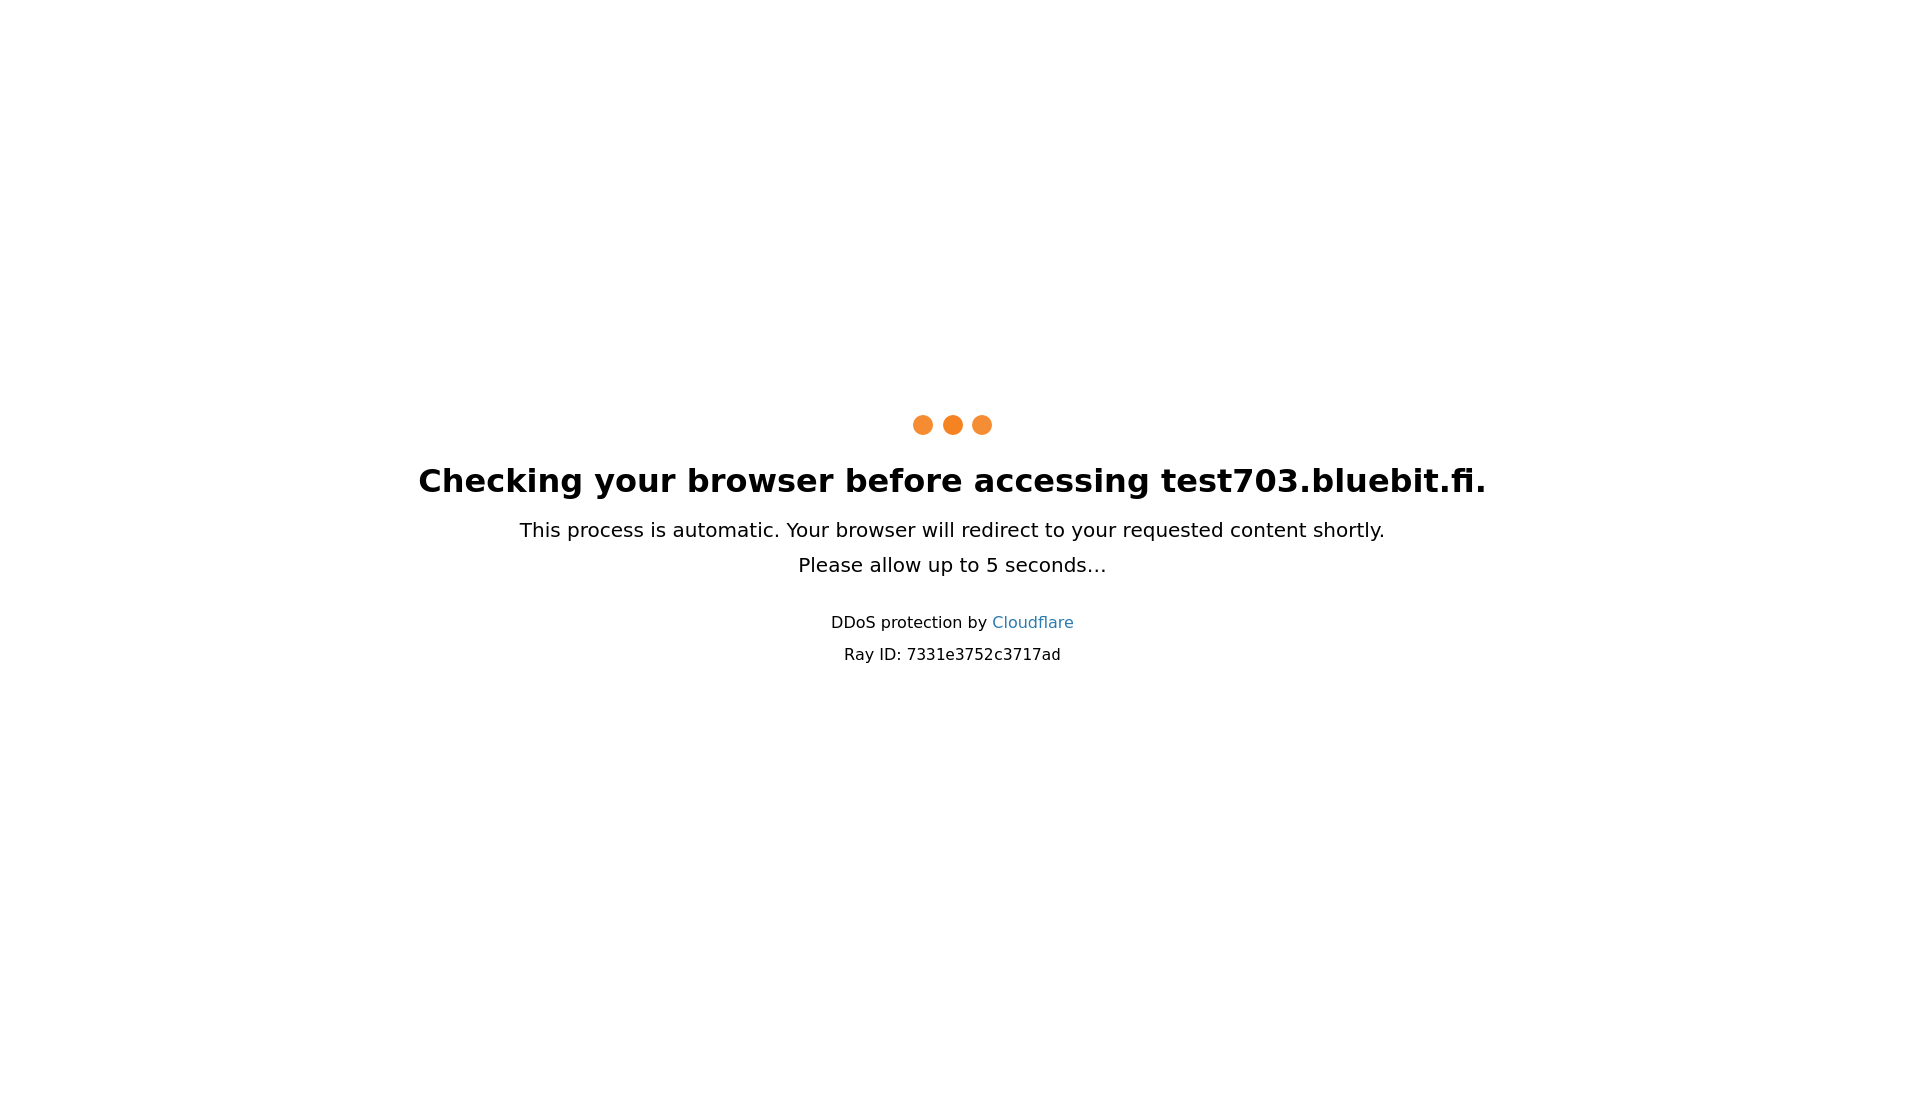 Checking your browser before accessing test703.bluebit.fi.
This process is automatic. Your browser will redirect to your requested content shortly.
Please allow up to 5 seconds…
DDoS protection by Cloudflare
Ray ID: 7331e3752c3717ad